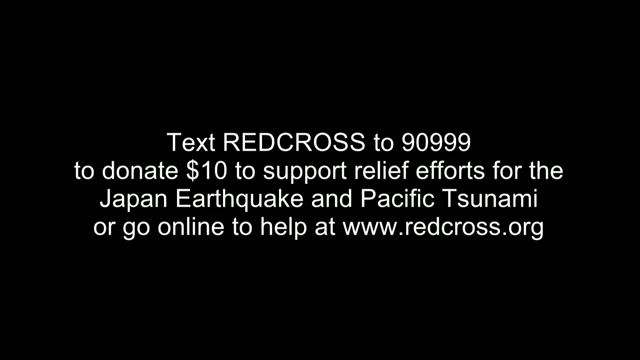 Text REDCROSS to 90999
to donate $10 to support relief efforts for the
Japan Earthquake and Pacific Tsunami
or go online to help at www.redcross.org